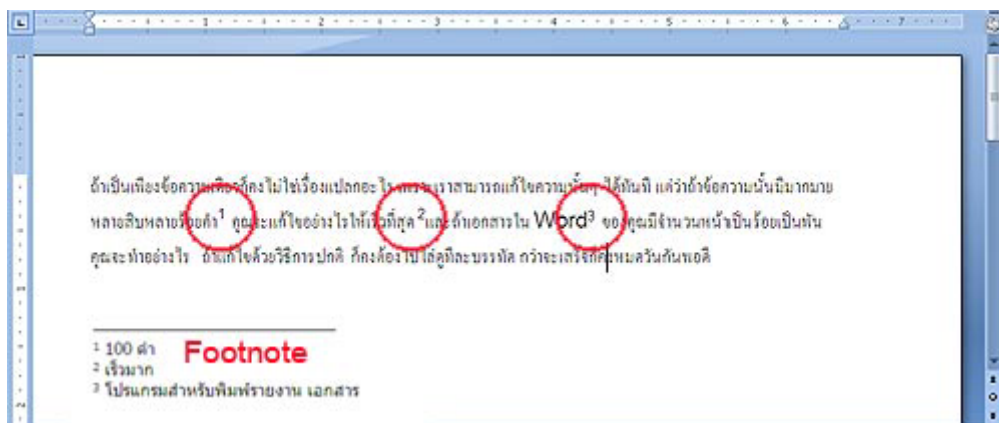 1 2 3 4 5 6 7
ถ้าเป็นเพียงข้อความเดียวก็คงไม่ใช่เรื่องแปลกอะไร เพราะเราสามารถแก้ไขความนั้นๆ ได้ทันที แต่ว่าถ้าข้อความนั้นมีมากมาย
หลายสิบหลายร้อยคำ1 คุณจะแก้ไขอย่างไรให้เร็วที่สุด2และถ้าเอกสารใน Word3 ของคุณมีจำนวนหน้าเป็นร้อยเป็นพัน
คุณจะทำอย่างไร ถ้าแก้ไขด้วยวิธีการปกติ ก็คงต้องไปไล่ดูทีละบรรทัด กว่าจะเสร็จก็คงหมดวันกันพอดี
1 100 คำ
Footnote
2 เร็วมาก
3 โปรแกรมสำหรับพิมพ์รายงาน เอกสาร